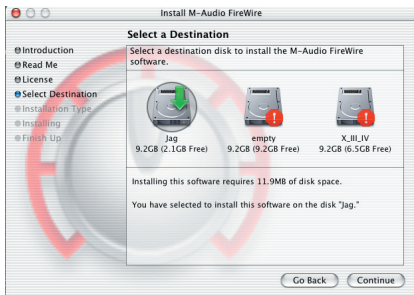 Install M-Audio FireWire
Select a Destination
Introduction
Read Me
License
Select Destination
Installation Type
Installing
Finish Up
Select a destination disk to install the M-Audio FireWire
software.
Jag
9.2GB (2.1GB Free)
empty
9.2GB (9.2GB Free)
X_III_IV
9.2GB (6.5GB Free)
Installing this software requires 11.9MB of disk space.
You have selected to install this software on the disk "Jag."
Go Back
Continue